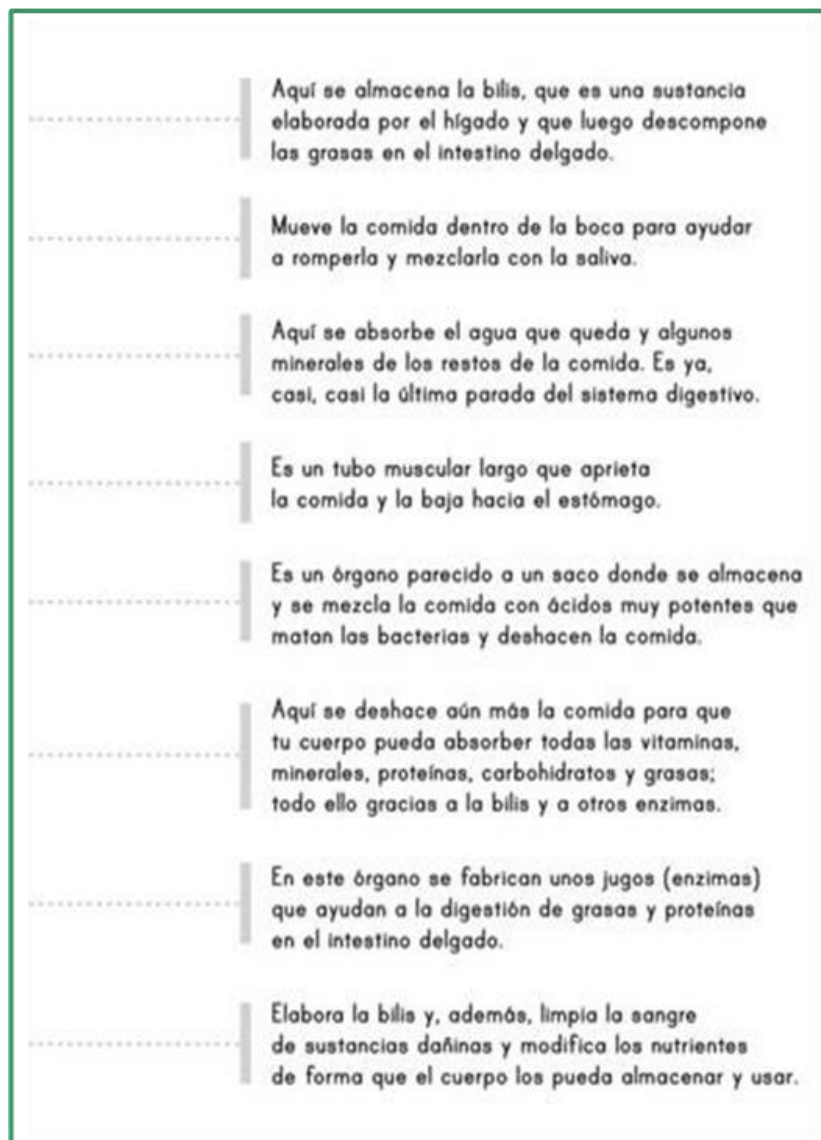 Aquí se almacena la bilis, que es una sustancia
elaborada por el hígado y que luego descompone
las grasas en el intestino delgado.
Mueve la comida dentro de la boca para ayudar
a romperla y mezclarla con la saliva.
Aquí se absorbe el agua que queda y algunos
minerales de los restos de la comida. Es ya,
casi, casi la última parada del sistema digestivo.
Es un tubo muscular largo que aprieta
la comida y la baja hacia el estómago.
Es un órgano parecido a un saco donde se almacena
y se mezcla la comida con ácidos muy potentes que
matan las bacterias y deshacen la comida.
Aquí se deshace aún más la comida para que
tu cuerpo pueda absorber todas las vitaminas,
minerales, proteínas, carbohidratos y grasas;
todo ello gracias a la bilis y a otros enzimas.
En este órgano se fabrican unos jugos (enzimas)
que ayudan a la digestión de grasas y proteínas
en el intestino delgado.
Elabora la bilis y, además, limpia la sangre
de sustancias dañinas y modifica los nutrientes
de forma que el cuerpo los pueda almacenar y usar.